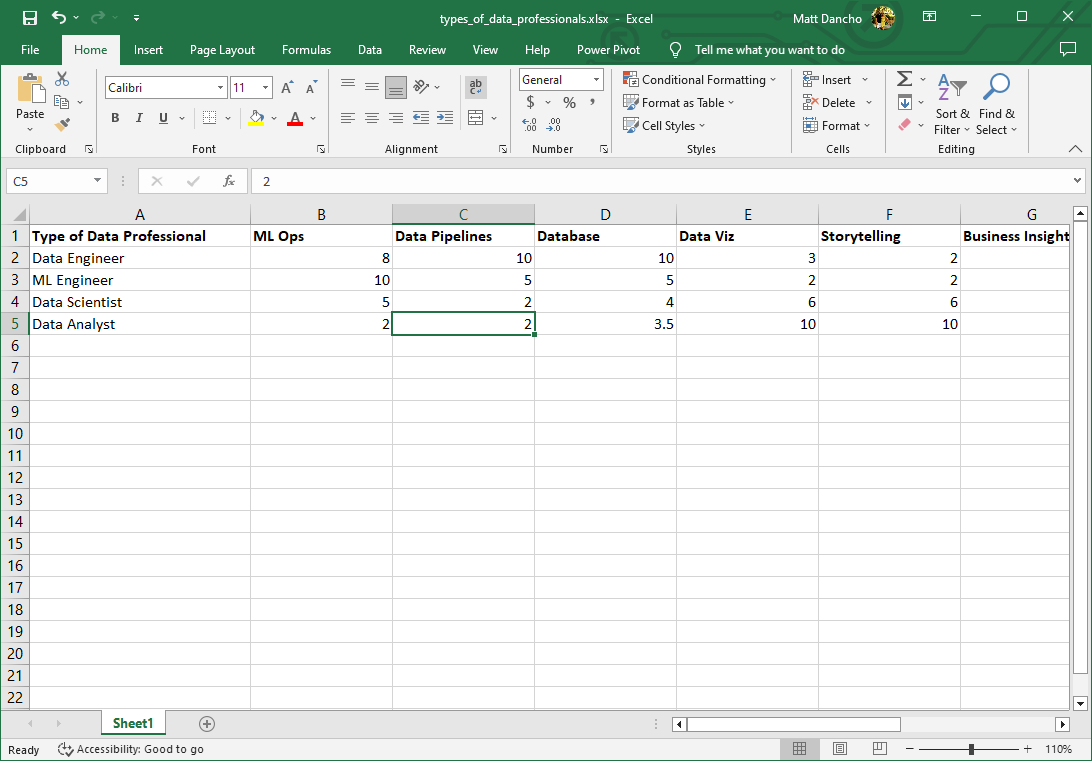 types_of_data_professionals.xlsx - Excel
Matt Dancho
File Home Insert Page Layout Formulas Data Review View Help Power Pivot Tell me what you want to do
Paste
Clipboard
Calibri 11
B I U A
Font
ab
Alignment
General
$ % ,
Number
Conditional Formatting
Format as Table
Cell Styles
Styles
Insert
Delete
Format
Cells
Sort & Filter
Find & Select
Editing
C5 fx 2
A B C D E F G
1 Type of Data Professional ML Ops Data Pipelines Database Data Viz Storytelling Business Insight
2 Data Engineer 8 10 10 3 2
3 ML Engineer 10 5 5 2 2
4 Data Scientist 5 2 4 6 6
5 Data Analyst 2 2 3.5 10 10
6
7
8
9
10
11
12
13
14
15
16
17
18
19
20
21
22
Sheet1
Ready Accessibility: Good to go 110%